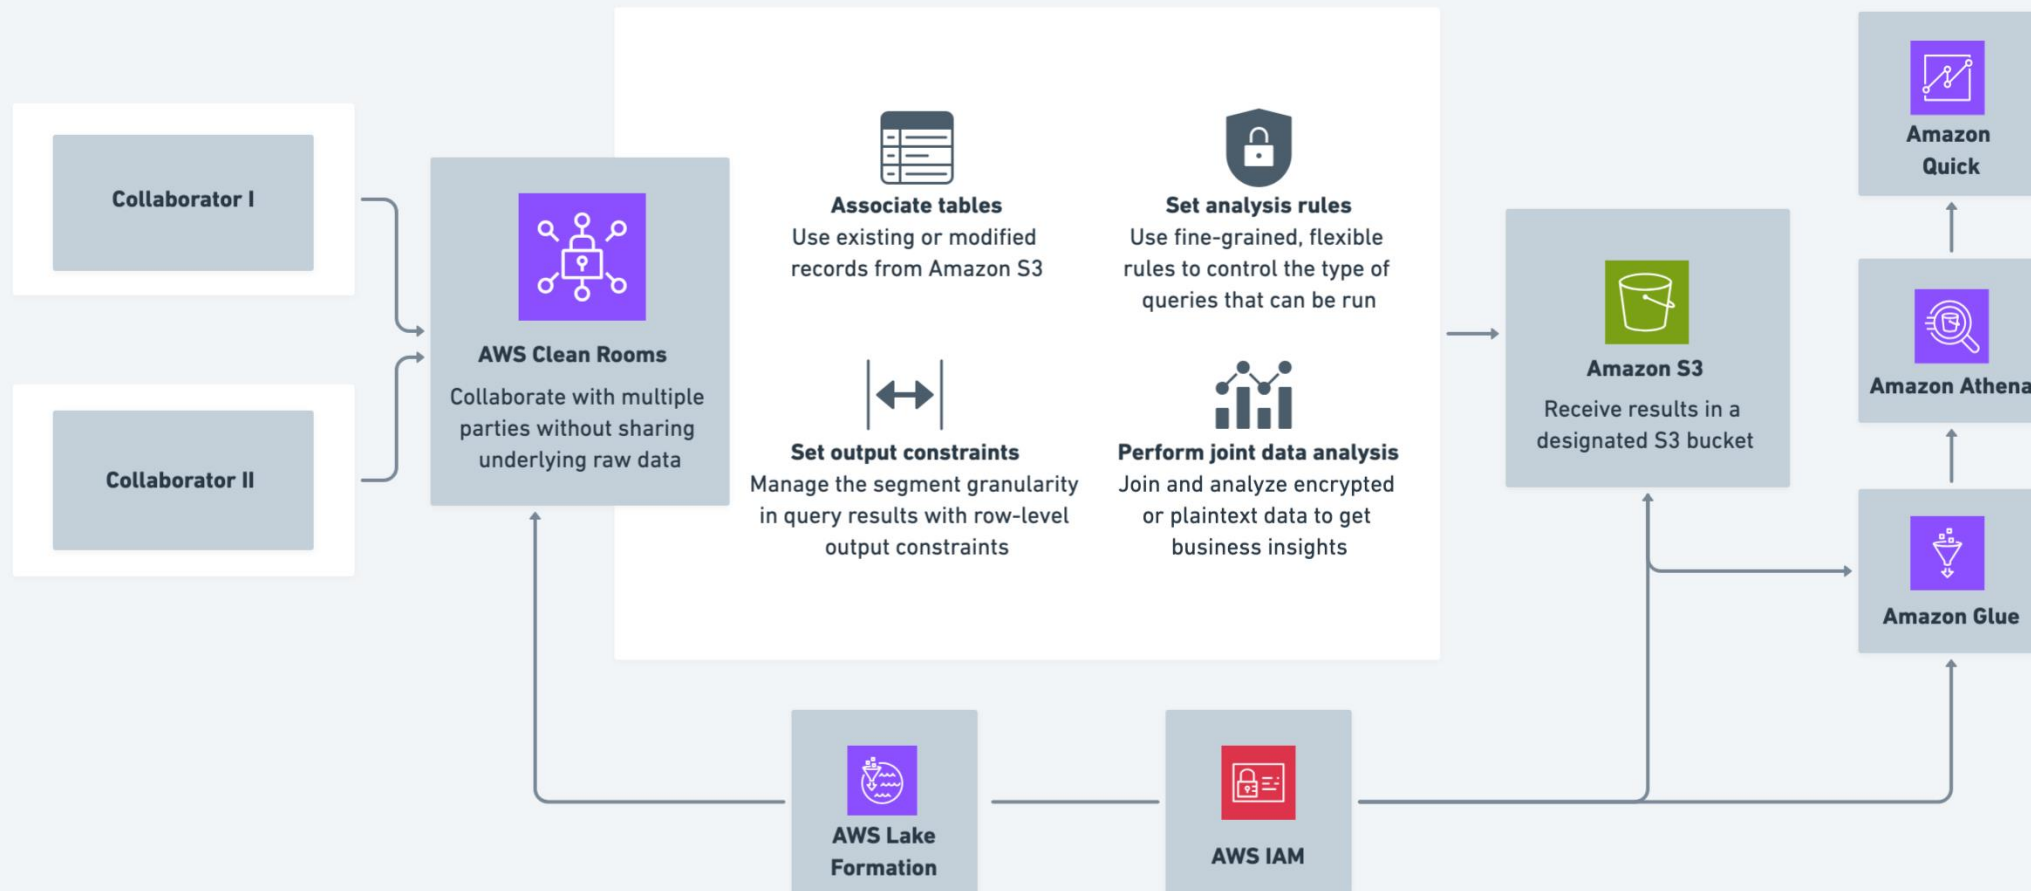 Collaborator I
Collaborator II
AWS Clean Rooms
Collaborate with multiple
parties without sharing
underlying raw data
Associate tables
Use existing or modified
records from Amazon S3
Set analysis rules
Use fine-grained, flexible
rules to control the type of
queries that can be run
Set output constraints
Manage the segment granularity
in query results with row-level
output constraints
Perform joint data analysis
Join and analyze encrypted
or plaintext data to get
business insights
Amazon S3
Receive results in a
designated S3 bucket
Amazon
Quick
Amazon Athena
Amazon Glue
AWS Lake
Formation
AWS IAM